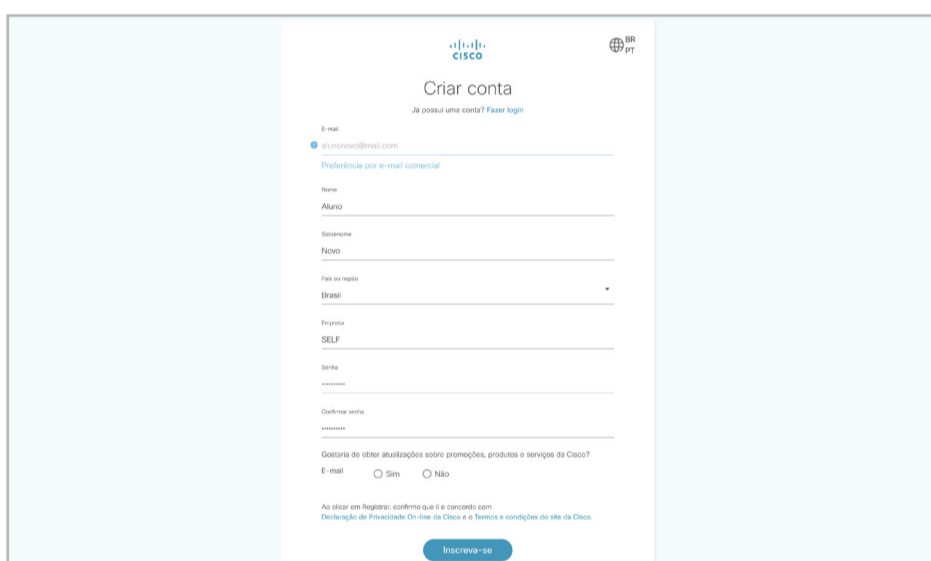 CISCO
BR
PT
Criar conta
Já possui uma conta? Fazer login
E-mail
alunonovo@mail.com
Preferência por e-mail comercial
Nome
Aluno
Sobrenome
Novo
País ou região
Brasil
Empresa
SELF
Senha
••••••••••
Confirmar senha
••••••••••
Gostaria de obter atualizações sobre promoções, produtos e serviços da Cisco?
E-mail Sim Não
Ao clicar em Registrar, confirmo que li e concordo com
Declaração de Privacidade On-line da Cisco e o Termos e condições do site da Cisco.
Inscreva-se